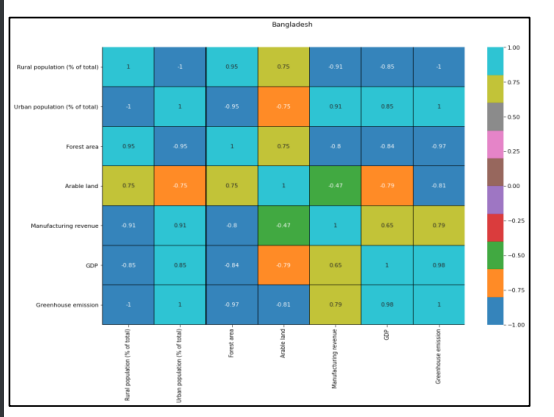 Bangladesh
Rural population (% of total) 1 -1 0.95 0.75 -0.91 -0.85 -1
Urban population (% of total) -1 1 -0.95 -0.75 0.91 0.85 1
Forest area 0.95 -0.95 1 0.75 -0.8 -0.84 -0.97
Arable land 0.75 -0.75 0.75 1 -0.47 -0.79 -0.81
Manufacturing revenue -0.91 0.91 -0.8 -0.47 1 0.65 0.79
GDP -0.85 0.85 -0.84 -0.79 0.65 1 0.98
Greenhouse emission -1 1 -0.97 -0.81 0.79 0.98 1
Rural population (% of total)
Urban population (% of total)
Forest area
Arable land
Manufacturing revenue
GDP
Greenhouse emission
1.00
0.75
0.50
0.25
0.00
−0.25
−0.50
−0.75
−1.00